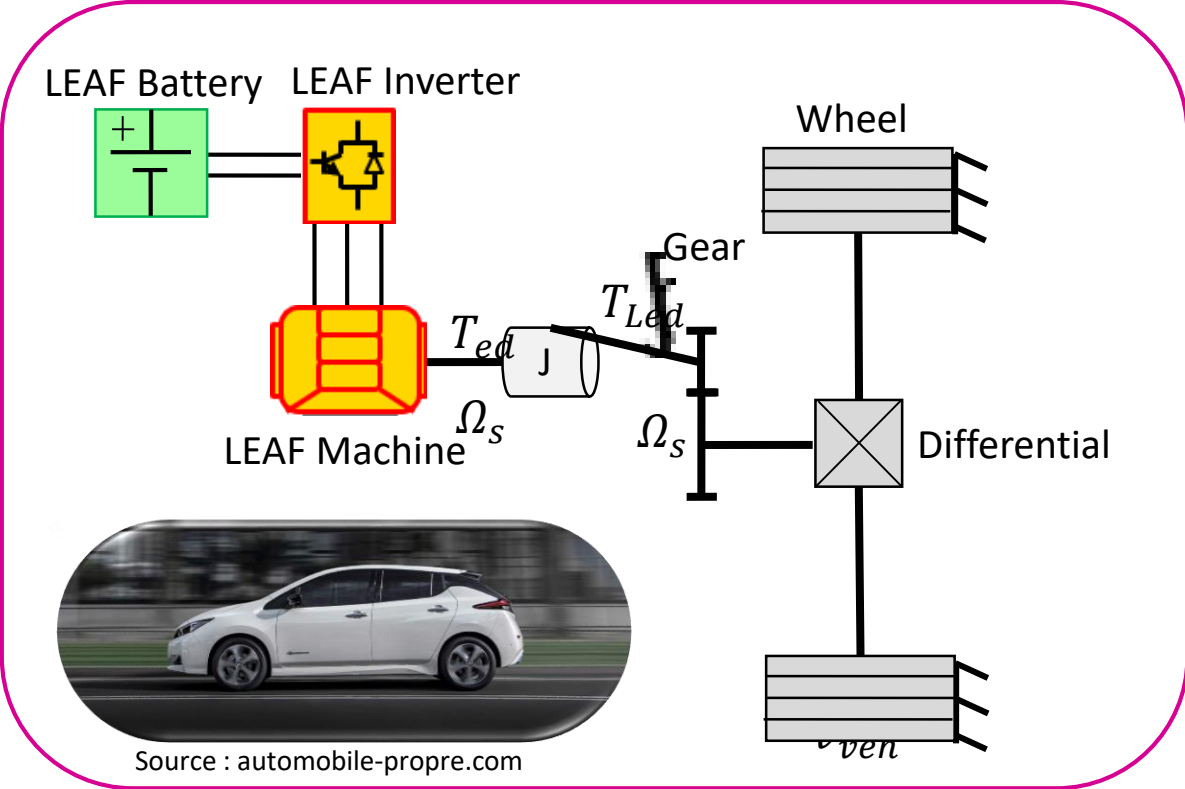 LEAF Battery
LEAF Inverter
Wheel
+
Gear
T_Led
T_ed
J
Ω_s
Ω_s
LEAF Machine
Differential
Source : automobile-propre.com